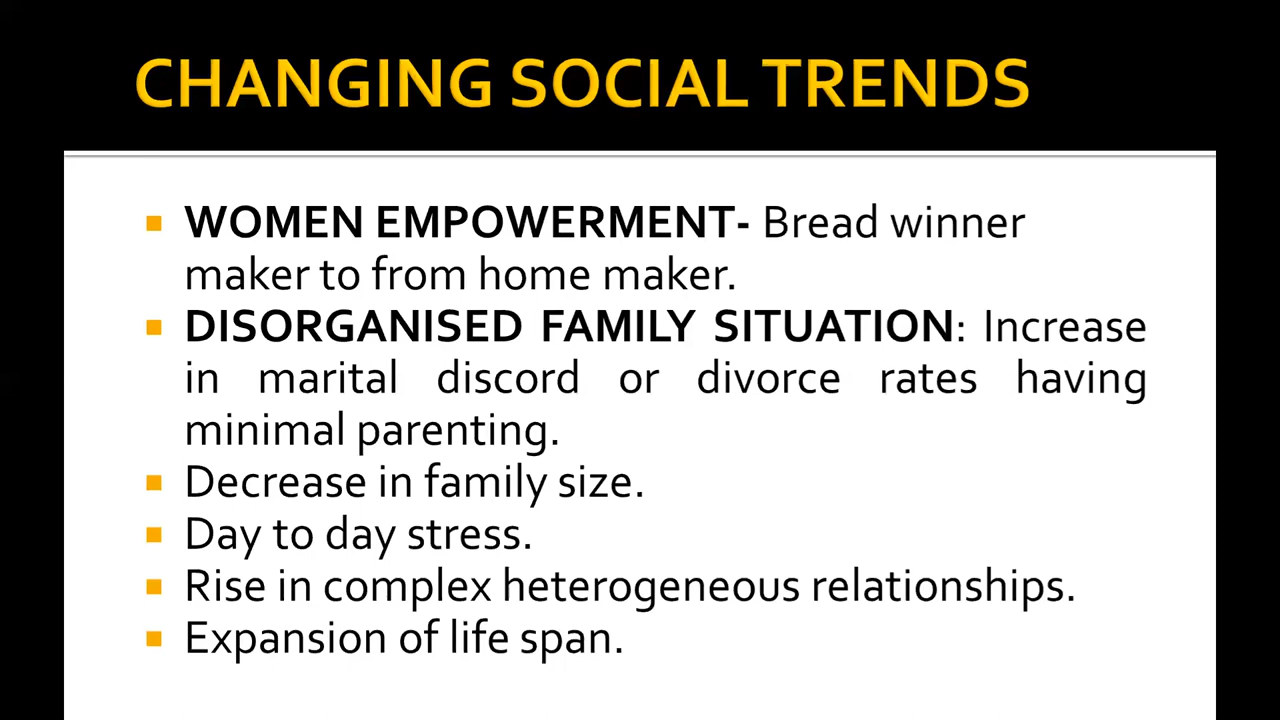 CHANGING SOCIAL TRENDS
WOMEN EMPOWERMENT- Bread winner
maker to from home maker.
DISORGANISED FAMILY SITUATION: Increase
in marital discord or divorce rates having
minimal parenting.
Decrease in family size.
Day to day stress.
Rise in complex heterogeneous relationships.
Expansion of life span.